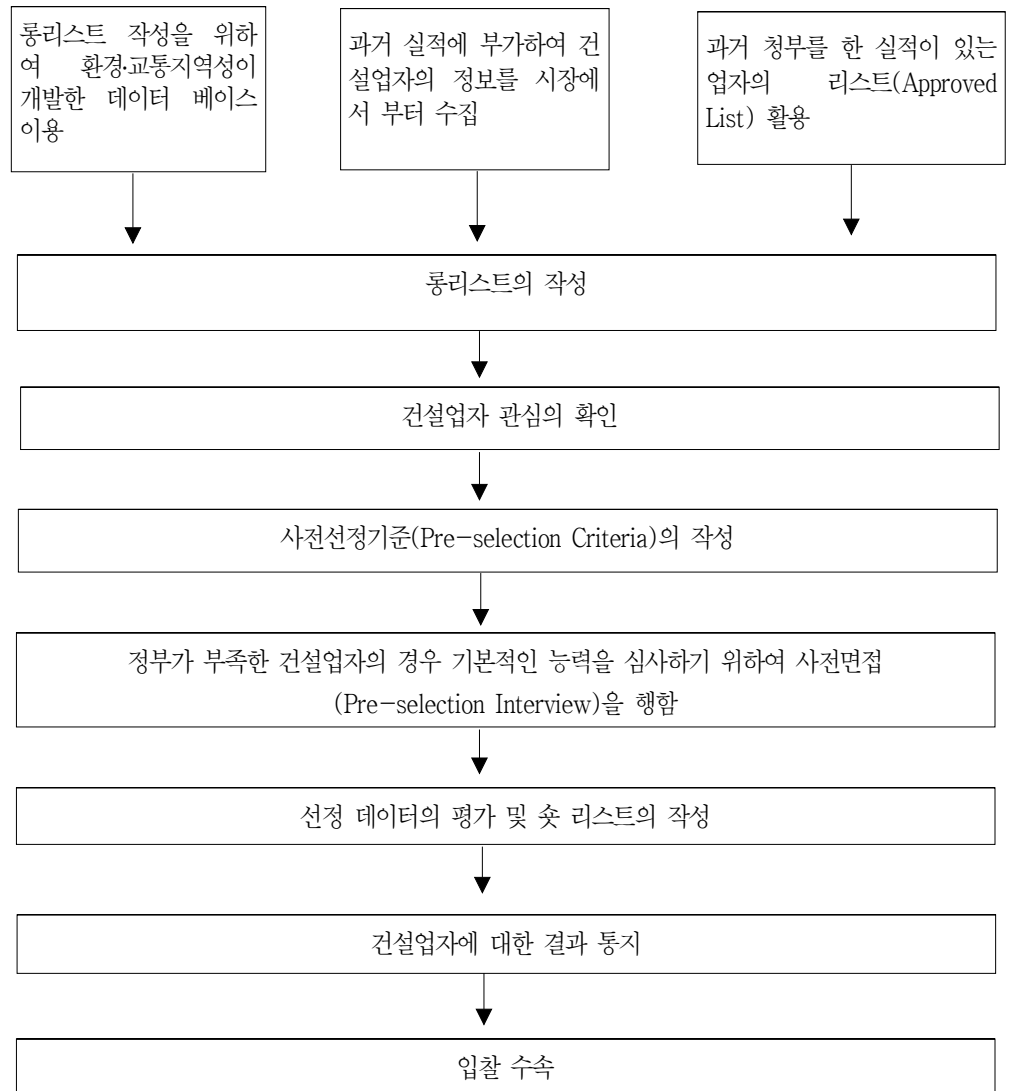 롱리스트 작성을 위하
여 환경·교통지역성이
개발한 데이터 베이스
이용
과거 실적에 부가하여 건
설업자의 정보를 시장에
서 부터 수집
과거 청부를 한 실적이 있는
업자의 리스트(Approved
List) 활용
롱리스트의 작성
건설업자 관심의 확인
사전선정기준(Pre-selection Criteria)의 작성
정부가 부족한 건설업자의 경우 기본적인 능력을 심사하기 위하여 사전면접
(Pre-selection Interview)을 행함
선정 데이터의 평가 및 숏 리스트의 작성
건설업자에 대한 결과 통지
입찰 수속